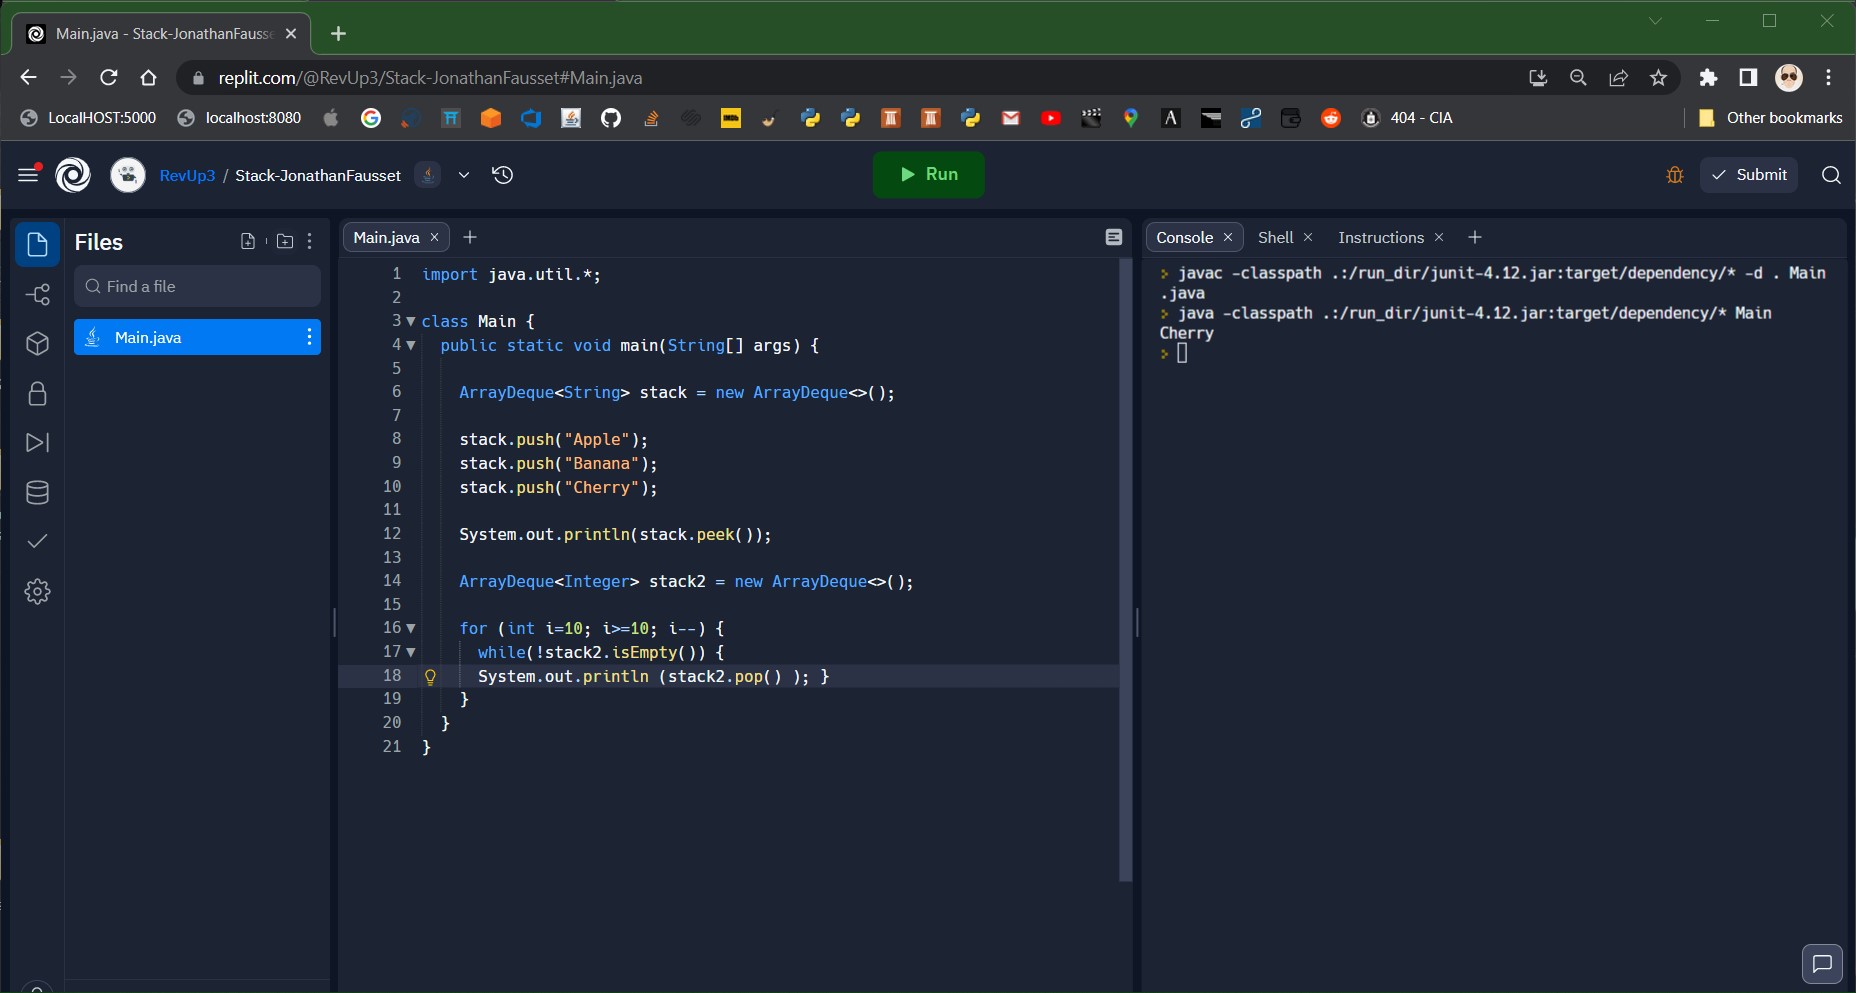 Main.java - Stack-JonathanFausse
replit.com/@RevUp3/Stack-JonathanFausset#Main.java
LocalHOST:5000
localhost:8080
404 - CIA
Other bookmarks
RevUp3 / Stack-JonathanFausset
Run
Submit
Files
Find a file
Main.java
Main.java
1 import java.util.*;
2
3 class Main {
4 public static void main(String[] args) {
5
6 ArrayDeque<String> stack = new ArrayDeque<>();
7
8 stack.push("Apple");
9 stack.push("Banana");
10 stack.push("Cherry");
11
12 System.out.println(stack.peek());
13
14 ArrayDeque<Integer> stack2 = new ArrayDeque<>();
15
16 for (int i=10; i>=10; i--) {
17 while(!stack2.isEmpty()) {
18 System.out.println (stack2.pop() ); }
19 }
20 }
21 }
Console
Shell
Instructions
javac -classpath .:/run_dir/junit-4.12.jar:target/dependency/* -d . Main
.java
java -classpath .:/run_dir/junit-4.12.jar:target/dependency/* Main
Cherry